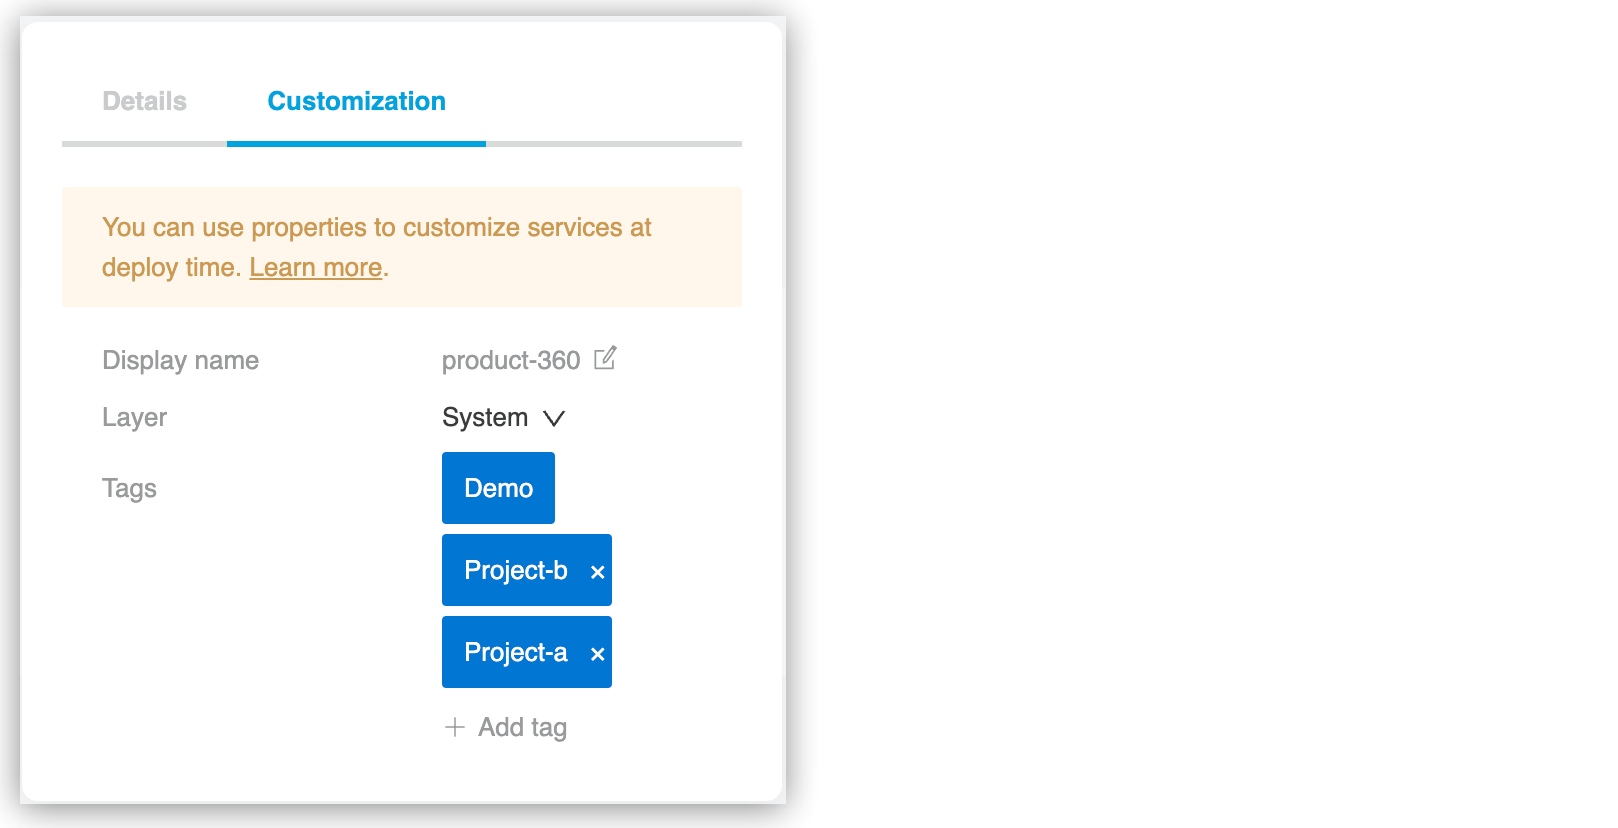 Details Customization
You can use properties to customize services at
deploy time. Learn more.
Display name product-360
Layer System
Tags Demo
Project-b ×
Project-a ×
+ Add tag